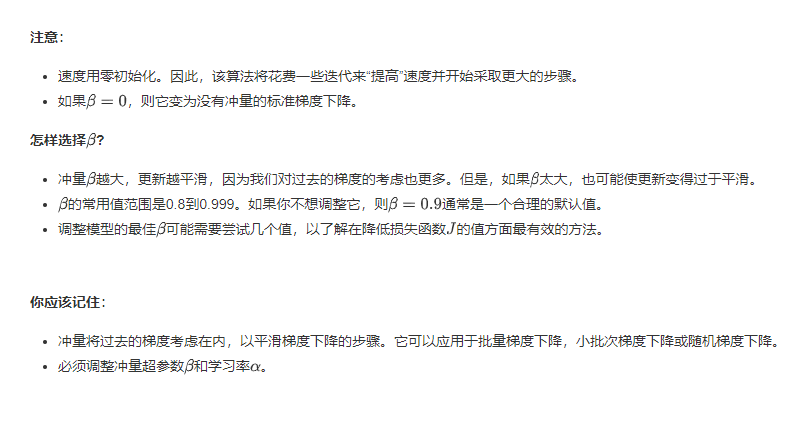 注意：
• 速度用零初始化。因此，该算法将花费一些迭代来“提高”速度并开始采取更大的步骤。
• 如果β = 0，则它变为没有冲量的标准梯度下降。
怎样选择β?
• 冲量β越大，更新越平滑，因为我们对过去的梯度的考虑也更多。但是，如果β太大，也可能使更新变得过于平滑。
• β的常用值范围是0.8到0.999。如果你不想调整它，则β = 0.9通常是一个合理的默认值。
• 调整模型的最佳β可能需要尝试几个值，以了解在降低损失函数J的值方面最有效的方法。
你应该记住：
• 冲量将过去的梯度考虑在内，以平滑梯度下降的步骤。它可以应用于批量梯度下降，小批次梯度下降或随机梯度下降。
• 必须调整冲量超参数β和学习率α。